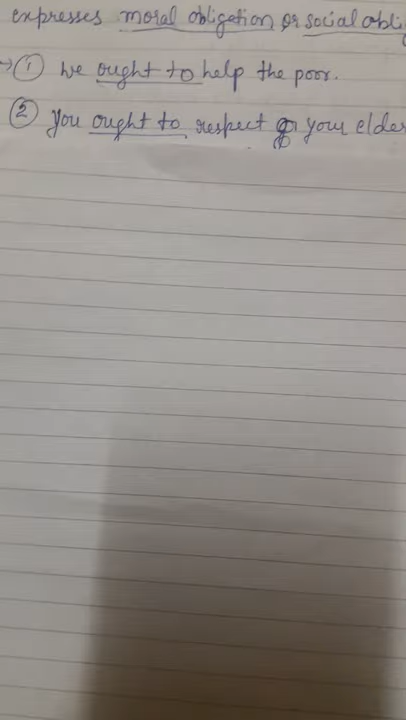 expresses moral obligation or social obli
→ ① we ought to help the poor.
② you ought to respect your elder